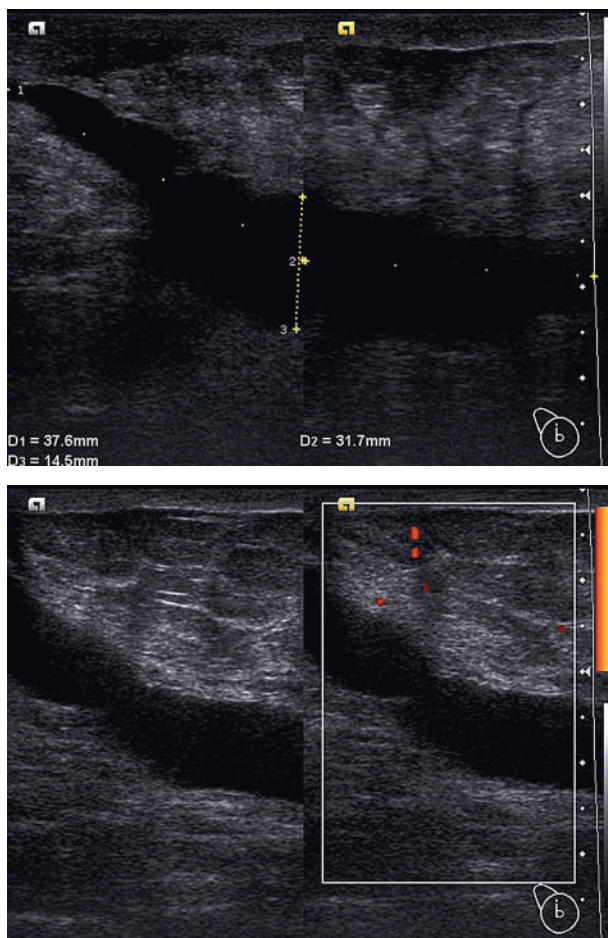 1
2
3
D1 = 37.6mm
D2 = 31.7mm
D3 = 14.5mm